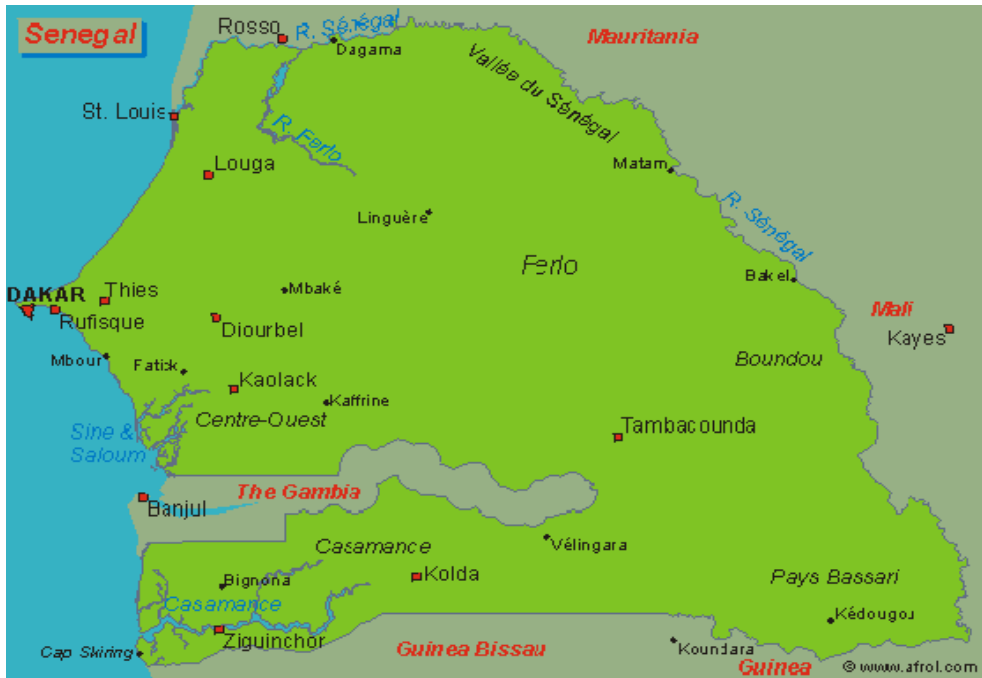 Senegal
Rosso
R. Sénégal
Mauritania
Dagama
Vallée du Sénégal
St. Louis
R. Ferlo
Louga
Matam
Linguère
R. Sénégal
Ferlo
Bakel
DAKAR
Thies
Mbaké
Rufisque
Diourbel
Mali
Kayes
Mbour
Fatick
Boundou
Kaolack
Kaffrine
Centre-Ouest
Sine &
Saloum
Tambacounda
The Gambia
Banjul
Casamance
Vélingara
Bignona
Kolda
Pays Bassari
Casamance
Kédougou
Ziguinchor
Cap Skiring
Guinea Bissau
Koundara
Guinea
© www.afrol.com